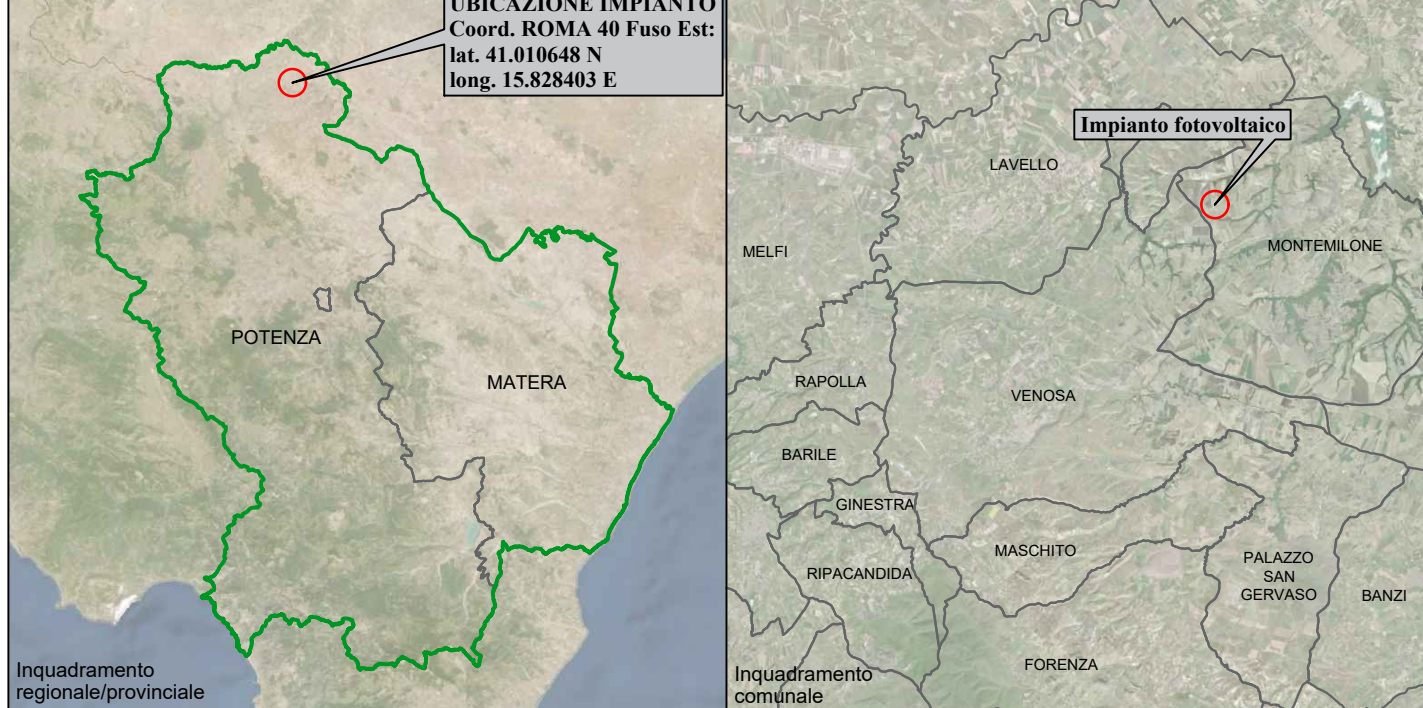 UBICAZIONE IMPIANTO
Coord. ROMA 40 Fuso Est:
lat. 41.010648 N
long. 15.828403 E
POTENZA
MATERA
Inquadramento
regionale/provinciale
Impianto fotovoltaico
LAVELLO
MELFI
MONTEMILONE
RAPOLLA
VENOSA
BARILE
GINESTRA
MASCHITO
RIPACANDIDA
PALAZZO
SAN
GERVASO
BANZI
FORENZA
Inquadramento
comunale